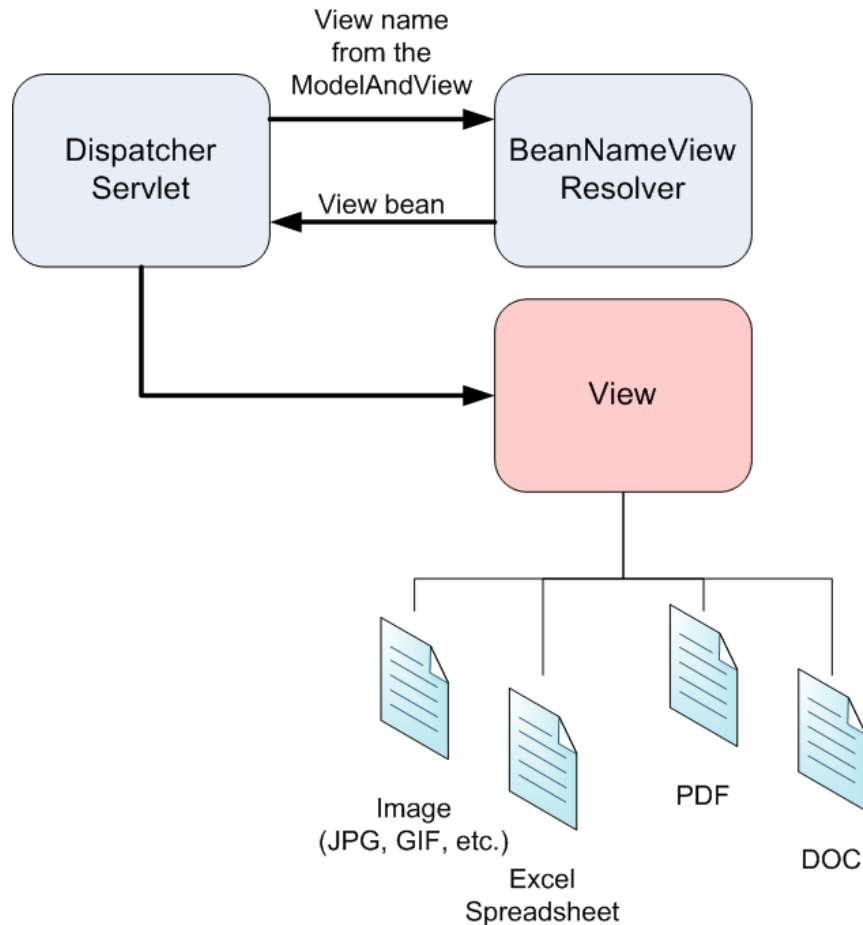 View name
from the
ModelAndView
Dispatcher
Servlet
BeanNameView
Resolver
View bean
View
Image
(JPG, GIF, etc.)
Excel
Spreadsheet
PDF
DOC